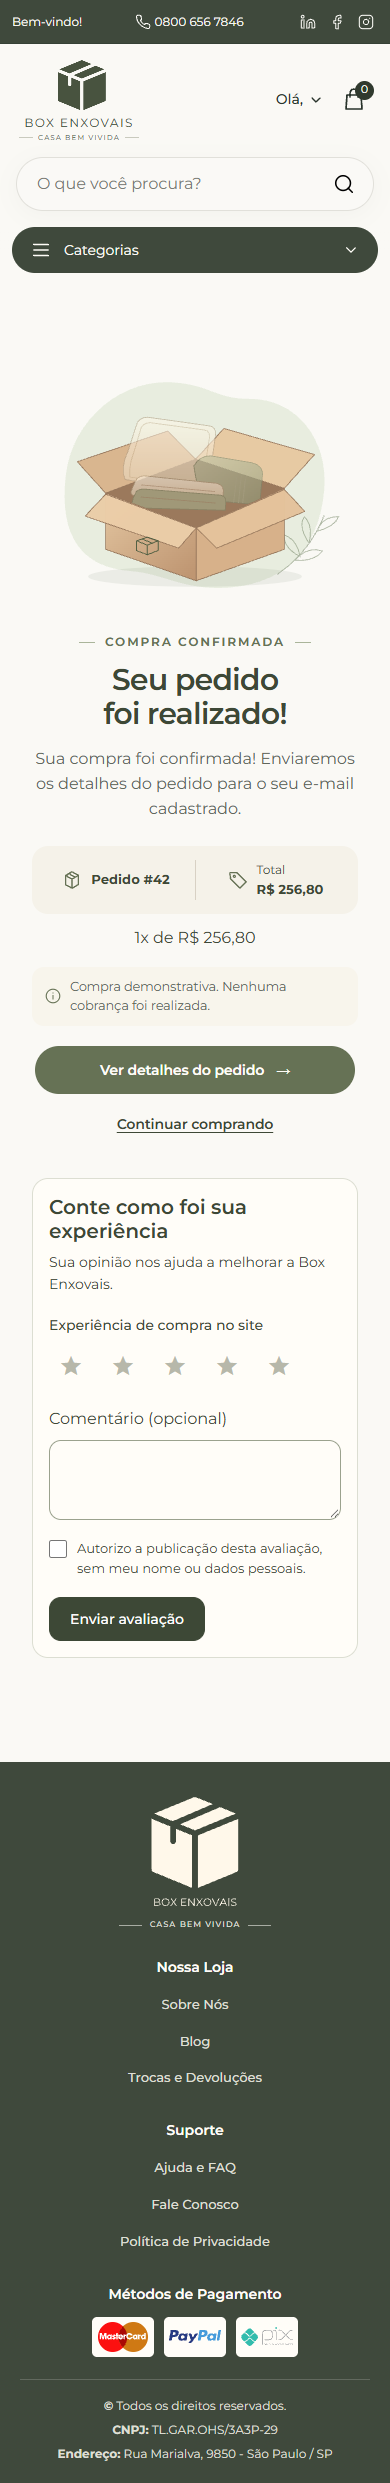 Bem-vindo!
0800 656 7846
BOX ENXOVAIS
CASA BEM VIVIDA
Olá,
0
O que você procura?
Categorias
COMPRA CONFIRMADA
Seu pedido
foi realizado!
Sua compra foi confirmada! Enviaremos
os detalhes do pedido para o seu e-mail
cadastrado.
Pedido #42
Total
R$ 256,80
1x de R$ 256,80
Compra demonstrativa. Nenhuma
cobrança foi realizada.
Ver detalhes do pedido →
Continuar comprando
Conte como foi sua
experiência
Sua opinião nos ajuda a melhorar a Box
Enxovais.
Experiência de compra no site
Comentário (opcional)
Autorizo a publicação desta avaliação,
sem meu nome ou dados pessoais.
Enviar avaliação
BOX ENXOVAIS
CASA BEM VIVIDA
Nossa Loja
Sobre Nós
Blog
Trocas e Devoluções
Suporte
Ajuda e FAQ
Fale Conosco
Política de Privacidade
Métodos de Pagamento
MasterCard
PayPal
pix
© Todos os direitos reservados.
CNPJ: TL.GAR.OHS/3A3P-29
Endereço: Rua Marialva, 9850 - São Paulo / SP